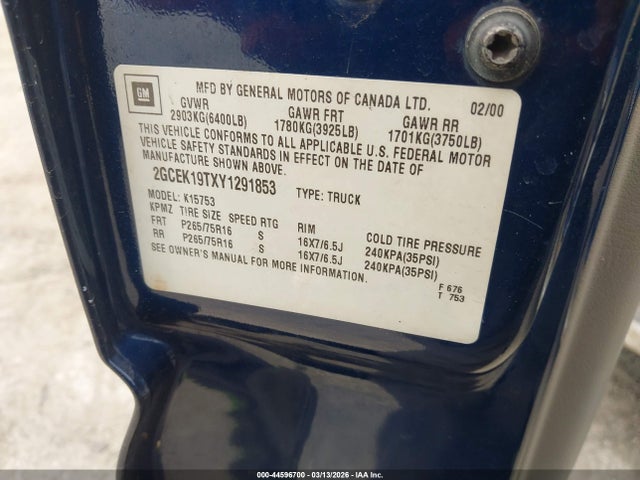 GM
MFD BY GENERAL MOTORS OF CANADA LTD. 02/00
GVWR GAWR FRT GAWR RR
2903KG(6400LB) 1780KG(3925LB) 1701KG(3750LB)
THIS VEHICLE CONFORMS TO ALL APPLICABLE U.S. FEDERAL MOTOR
VEHICLE SAFETY STANDARDS IN EFFECT ON THE DATE OF
MANUFACTURE SHOWN ABOVE.
2GCEK19TXY1291853 TYPE: TRUCK
MODEL: K15753
KPMZ TIRE SIZE SPEED RTG RIM COLD TIRE PRESSURE
FRT P265/75R16 S 16X7/6.5J 240KPA(35PSI)
RR P265/75R16 S 16X7/6.5J 240KPA(35PSI)
SEE OWNER'S MANUAL FOR MORE INFORMATION.
F 676
T 753
000-44596700 - 03/13/2026 - IAA Inc.